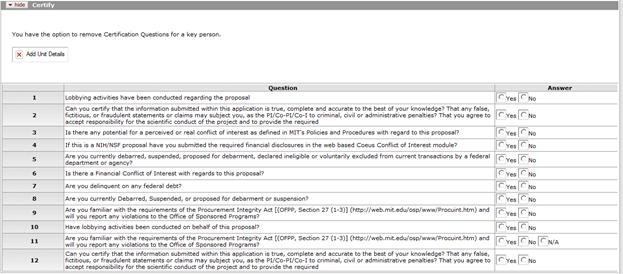 hide Certify
You have the option to remove Certification Questions for a key person.
Add Unit Details
Question Answer
1 Lobbying activities have been conducted regarding the proposal Yes No
Can you certify that the information submitted within this application is true, complete and accurate to the best of your knowledge? That any false,
2 fictitious, or fraudulent statements or claims may subject you, as the PI/Co-PI/Co-I to criminal, civil or administrative penalties? That you agree to Yes No
accept responsibility for the scientific conduct of the project and to provide the required
3 Is there any potential for a perceived or real conflict of interest as defined in MIT's Policies and Procedures with regard to this proposal? Yes No
4 If this is a NIH/NSF proposal have you submitted the required financial disclosures in the web based Coeus Conflict of Interest module? Yes No
5 Are you currently debarred, suspended, proposed for debarment, declared ineligible or voluntarily excluded from current transactions by a federal Yes No
department or agency?
6 Is there a Financial Conflict of Interest with regards to this proposal? Yes No
7 Are you delinquent on any federal debt? Yes No
8 Are you currently Debarred, Suspended, or proposed for debarment or suspension? Yes No
9 Are you familiar with the requirements of the Procurement Integrity Act [(OFPP, Section 27 (1-3)] (http://web.mit.edu/osp/www/Procuint.htm) and Yes No
will you report any violations to the Office of Sponsored Programs?
10 Have lobbying activities been conducted on behalf of this proposal? Yes No
11 Are you familiar with the requirements of the Procurement Integrity Act [(OFPP, Section 27 (1-3)] (http://web.mit.edu/osp/www/Procuint.htm) and Yes No N/A
will you report any violations to the Office of Sponsored Programs?
Can you certify that the information submitted within this application is true, complete and accurate to the best of your knowledge? That any false,
12 fictitious, or fraudulent statements or claims may subject you, as the PI/Co-PI/Co-I to criminal, civil or administrative penalties? That you agree to Yes No
accept responsibility for the scientific conduct of the project and to provide the required